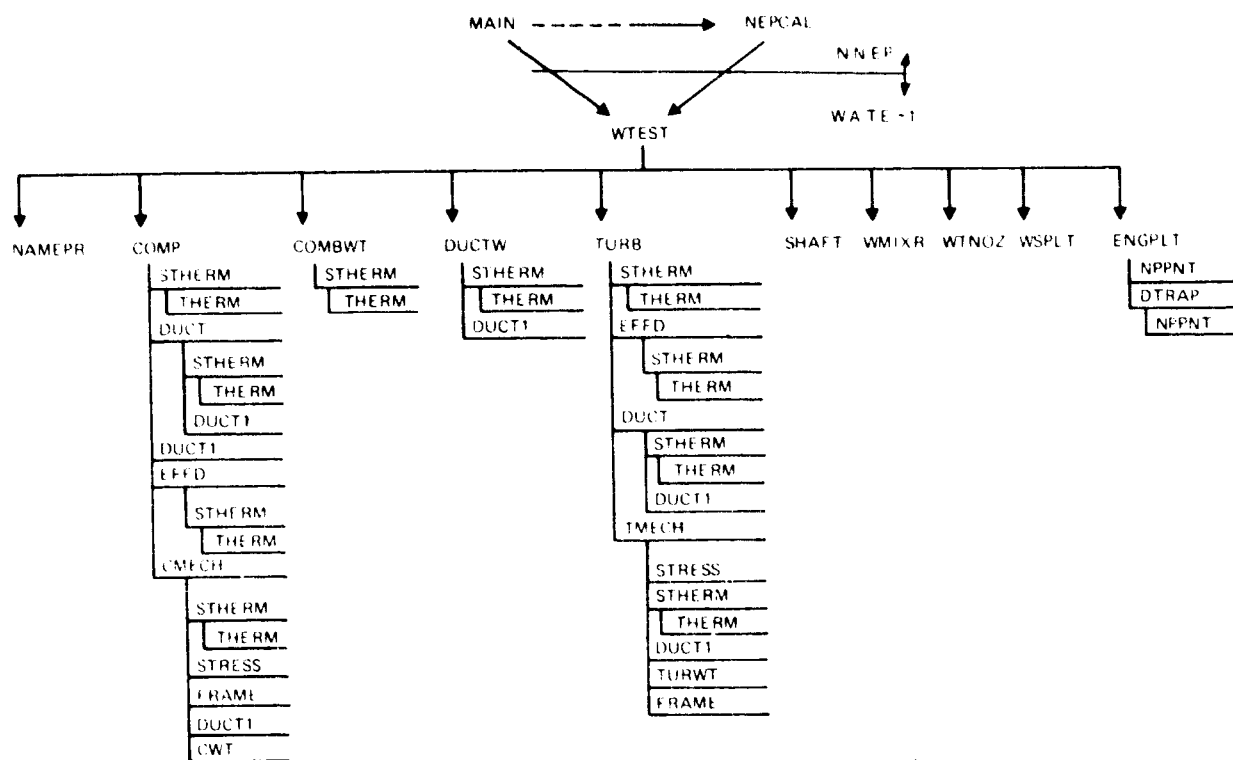 MAIN NEPCAL
NNEP
WATE-1
WTEST
NAMEPR COMP COMBWT DUCTW TURB SHAFT WMIXR WTNOZ WSPLT ENGPLT
STHERM STHERM STHERM STHERM NPPNT
THERM THERM THERM THERM DTRAP
DUCT DUCT1 EFFD NPPNT
STHERM STHERM
THERM THERM
DUCT1 DUCT
DUCT1 STHERM
EFFD THERM
STHERM DUCT1
THERM TMECH
CMECH STRESS
STHERM STHERM
THERM THERM
STRESS DUCT1
FRAME TURWT
DUCT1 FRAME
CWT